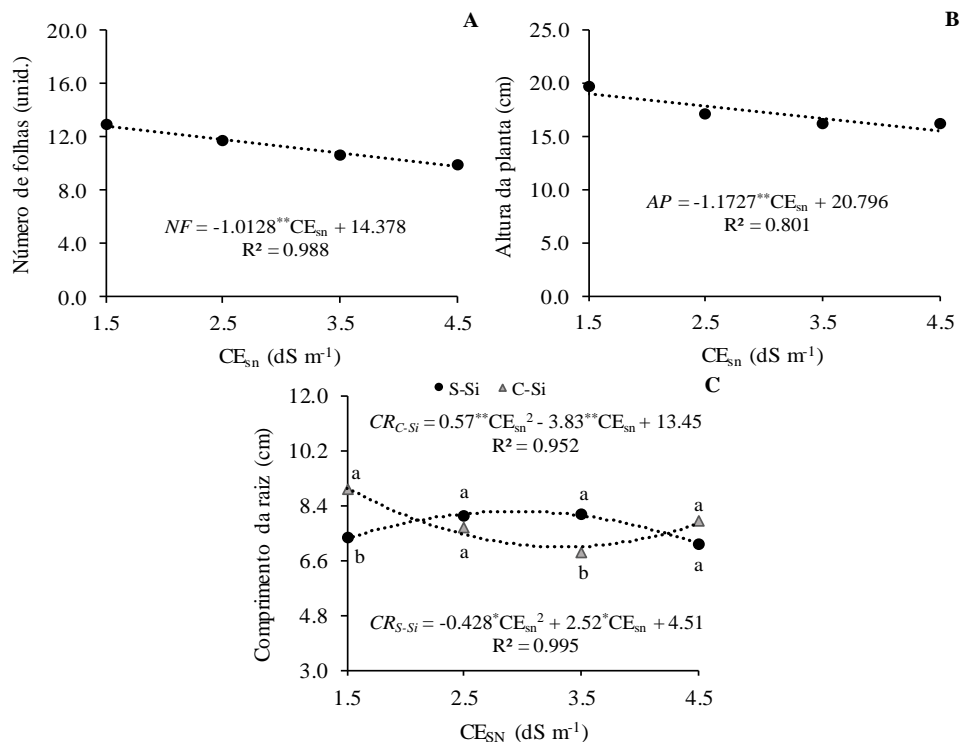 A
20.0
16.0
12.0
8.0
4.0
0.0
Número de folhas (unid.)
NF = -1.0128**CEsn + 14.378
R² = 0.988
1.5 2.5 3.5 4.5
CEsn (dS m-1)
B
25.0
20.0
15.0
10.0
5.0
0.0
Altura da planta (cm)
AP = -1.1727**CEsn + 20.796
R² = 0.801
1.5 2.5 3.5 4.5
CEsn (dS m-1)
S-Si C-Si
C
12.0
10.2
8.4
6.6
4.8
3.0
Comprimento da raiz (cm)
CRC-Si = 0.57**CEsn2 - 3.83**CEsn + 13.45
R² = 0.952
a a a a
b a b a
CRS-Si = -0.428*CEsn2 + 2.52*CEsn + 4.51
R² = 0.995
1.5 2.5 3.5 4.5
CESN (dS m-1)